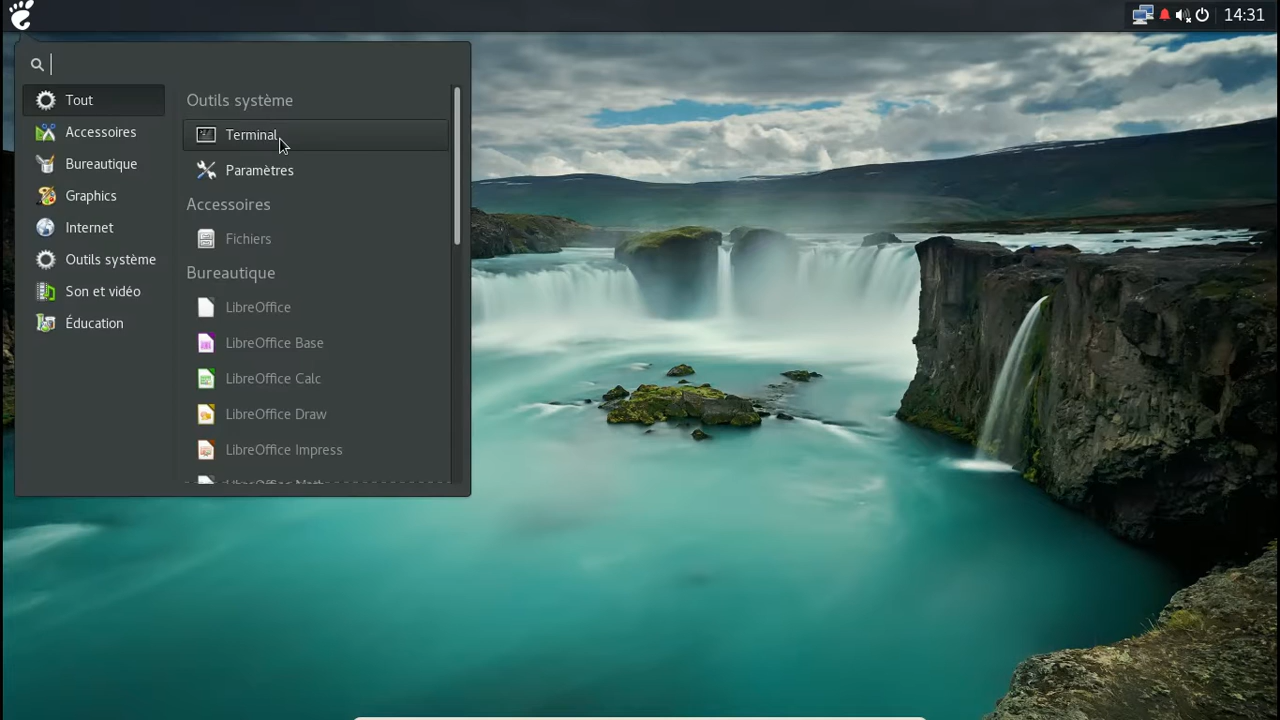 14:31
Tout
Accessoires
Bureautique
Graphics
Internet
Outils système
Son et vidéo
Éducation
Outils système
Terminal
Paramètres
Accessoires
Fichiers
Bureautique
LibreOffice
LibreOffice Base
LibreOffice Calc
LibreOffice Draw
LibreOffice Impress
LibreOffice Math